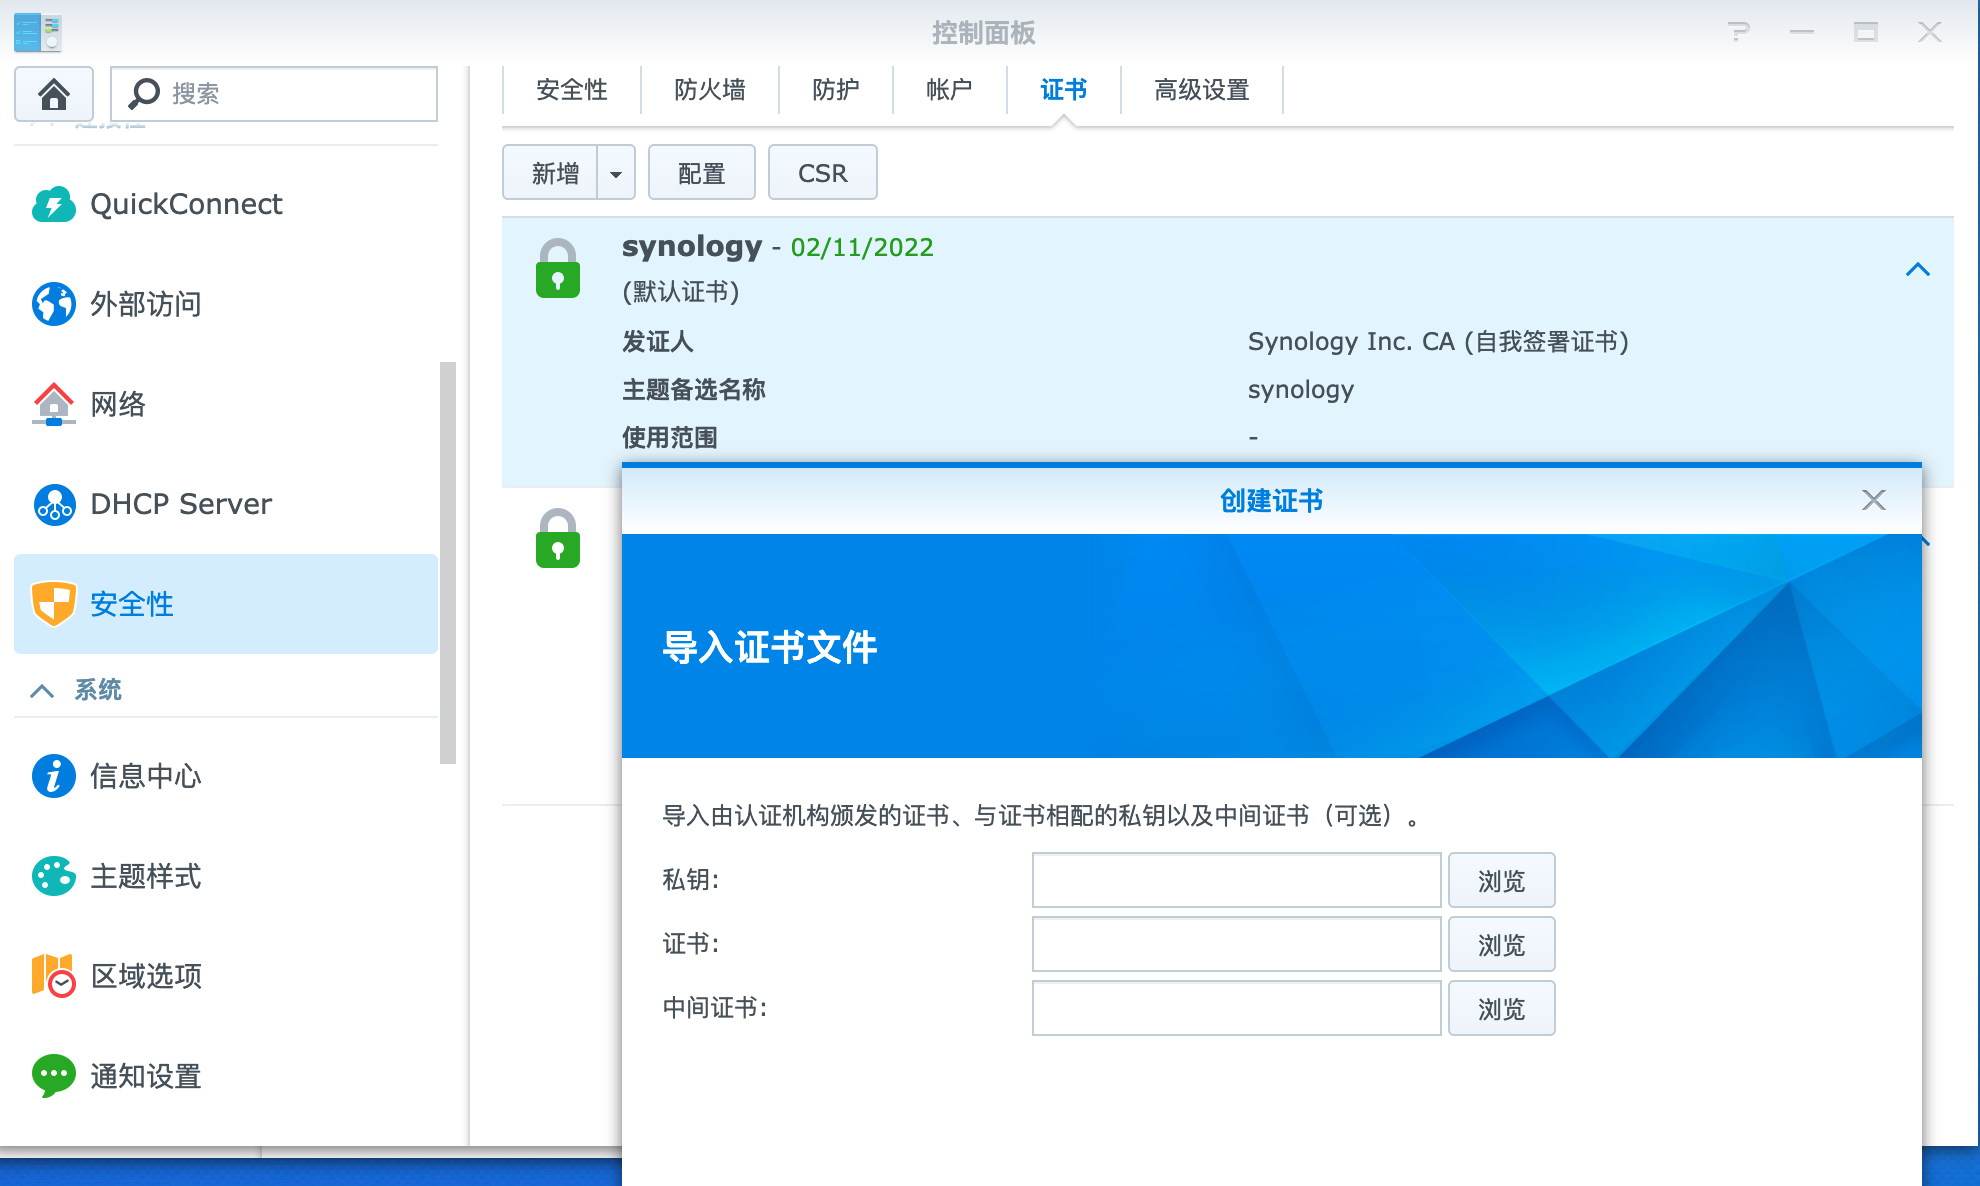 控制面板
搜索
安全性
防火墙
防护
帐户
证书
高级设置
新增
配置
CSR
QuickConnect
外部访问
网络
DHCP Server
安全性
系统
信息中心
主题样式
区域选项
通知设置
synology - 02/11/2022
(默认证书)
发证人 Synology Inc. CA (自我签署证书)
主题备选名称 synology
使用范围 -
创建证书
导入证书文件
导入由认证机构颁发的证书、与证书相配的私钥以及中间证书（可选）。
私钥: 浏览
证书: 浏览
中间证书: 浏览